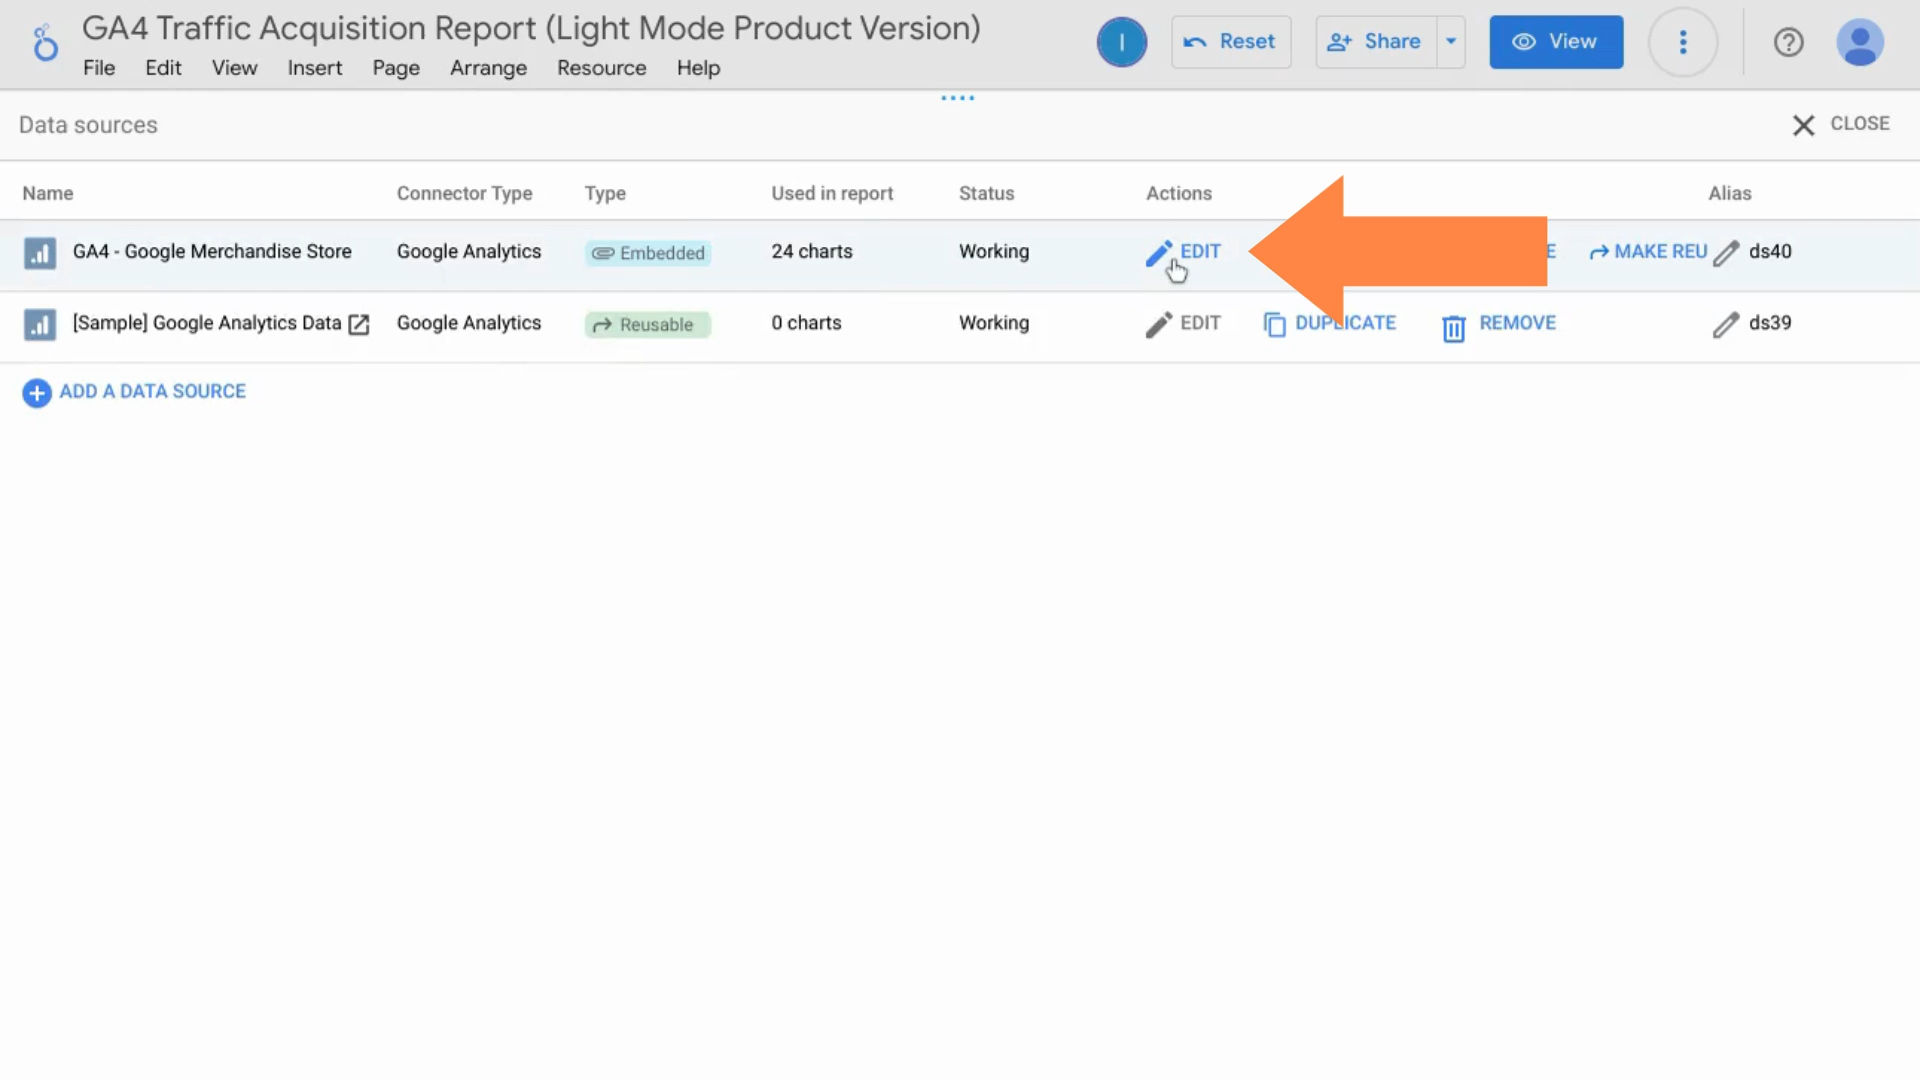 GA4 Traffic Acquisition Report (Light Mode Product Version)
File Edit View Insert Page Arrange Resource Help
I Reset Share View
Data sources
CLOSE
Name Connector Type Type Used in report Status Actions Alias
GA4 - Google Merchandise Store Google Analytics Embedded 24 charts Working EDIT E MAKE REU ds40
[Sample] Google Analytics Data Google Analytics Reusable 0 charts Working EDIT DUPLICATE REMOVE ds39
ADD A DATA SOURCE